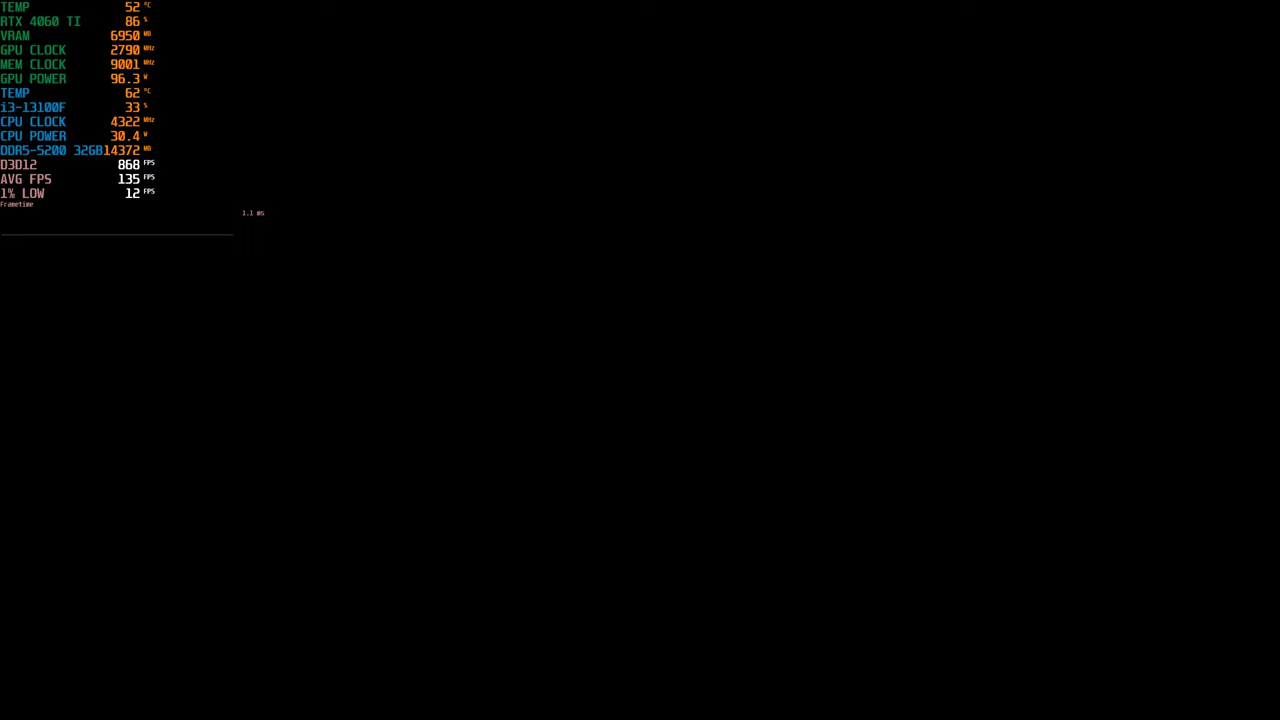 TEMP 52 °C
RTX 4060 TI 86 %
VRAM 6950 MB
GPU CLOCK 2790 MHz
MEM CLOCK 9001 MHz
GPU POWER 96.3 W
TEMP 62 °C
i3-13100F 33 %
CPU CLOCK 4322 MHz
CPU POWER 30.4 W
DDR5-5200 32GB 14372 MB
D3D12 868 FPS
AVG FPS 135 FPS
1% LOW 12 FPS
Frametime
1.1 ms